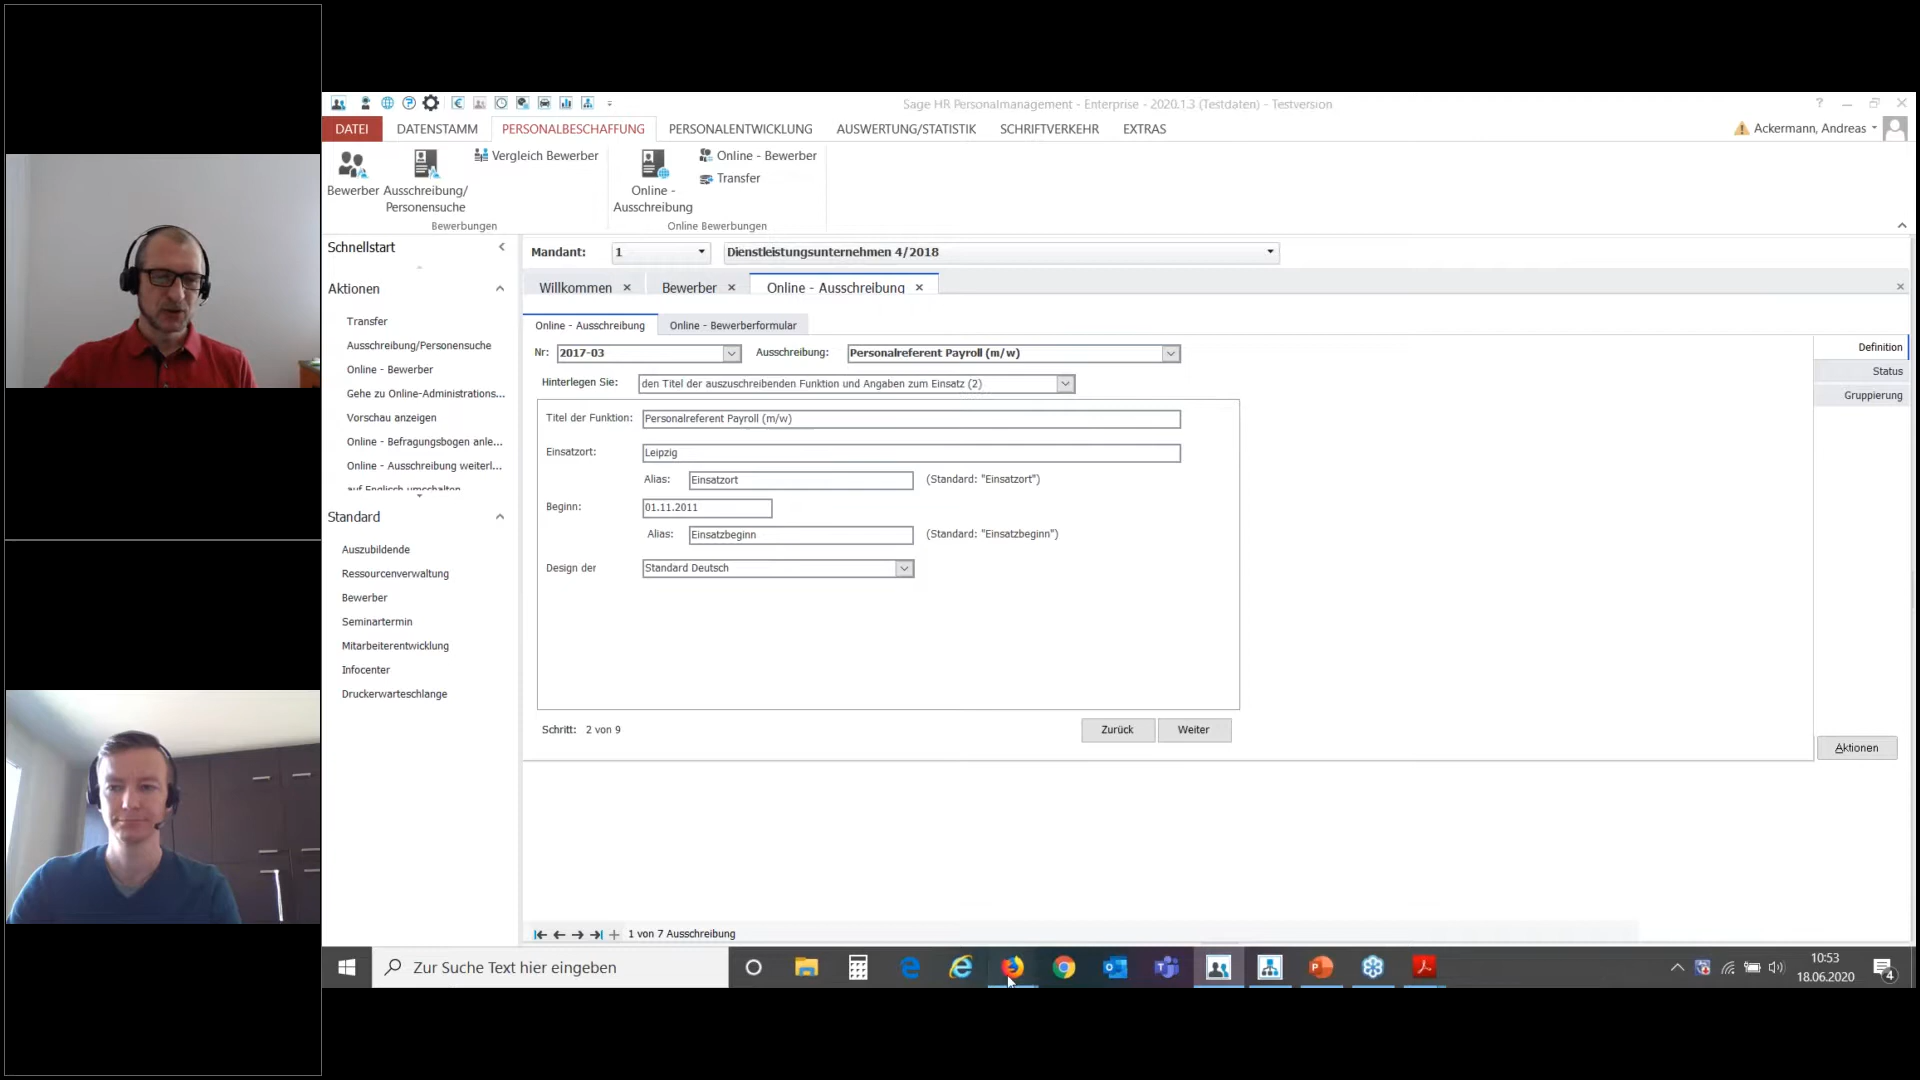 Sage HR Personalmanagement - Enterprise - 2020.1.3 (Testdaten) - Testversion
DATEI DATENSTAMM PERSONALBESCHAFFUNG PERSONALENTWICKLUNG AUSWERTUNG/STATISTIK SCHRIFTVERKEHR EXTRAS Ackermann, Andreas
Bewerber
Ausschreibung/
Personensuche
Vergleich Bewerber
Bewerbungen
Online -
Ausschreibung
Online - Bewerber
Transfer
Online Bewerbungen
Schnellstart
Aktionen
Transfer
Ausschreibung/Personensuche
Online - Bewerber
Gehe zu Online-Administrations...
Vorschau anzeigen
Online - Befragungsbogen anle...
Online - Ausschreibung weiterl...
auf Englisch umschalten
Standard
Auszubildende
Ressourcenverwaltung
Bewerber
Seminartermin
Mitarbeiterentwicklung
Infocenter
Druckerwarteschlange
Mandant: 1 Dienstleistungsunternehmen 4/2018
Willkommen Bewerber Online - Ausschreibung
Online - Ausschreibung Online - Bewerberformular
Nr: 2017-03 Ausschreibung: Personalreferent Payroll (m/w)
Hinterlegen Sie: den Titel der auszuschreibenden Funktion und Angaben zum Einsatz (2)
Titel der Funktion: Personalreferent Payroll (m/w)
Einsatzort: Leipzig
Alias: Einsatzort (Standard: "Einsatzort")
Beginn: 01.11.2011
Alias: Einsatzbeginn (Standard: "Einsatzbeginn")
Design der Standard Deutsch
Schritt: 2 von 9 Zurück Weiter
Definition
Status
Gruppierung
Aktionen
1 von 7 Ausschreibung
Zur Suche Text hier eingeben
10:53
18.06.2020
4